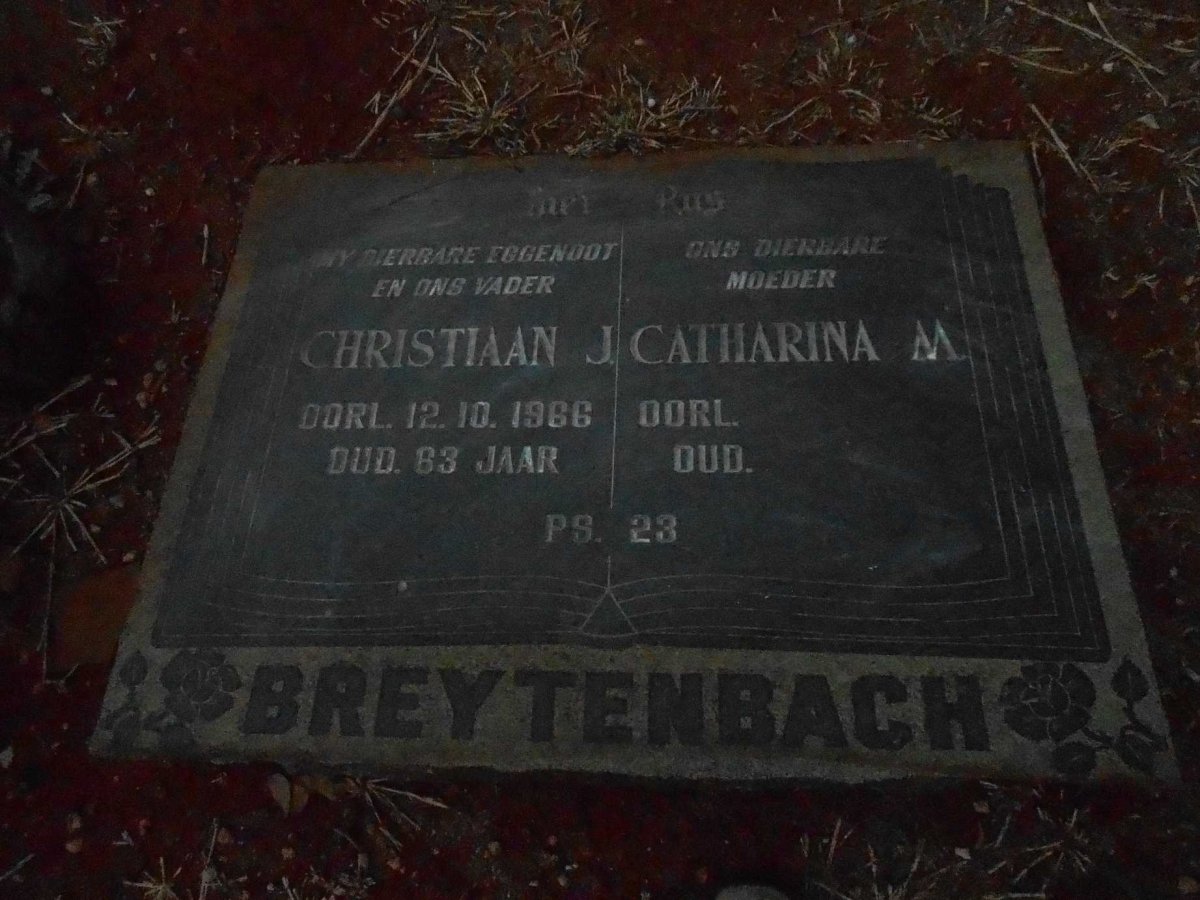 Hier Rus
MY DIERBARE EGGENOOT
EN ONS VADER
CHRISTIAAN J.
OORL. 12. 10. 1966
OUD. 63 JAAR
ONS DIERBARE
MOEDER
CATHARINA M.
OORL.
OUD.
PS. 23
BREYTENBACH